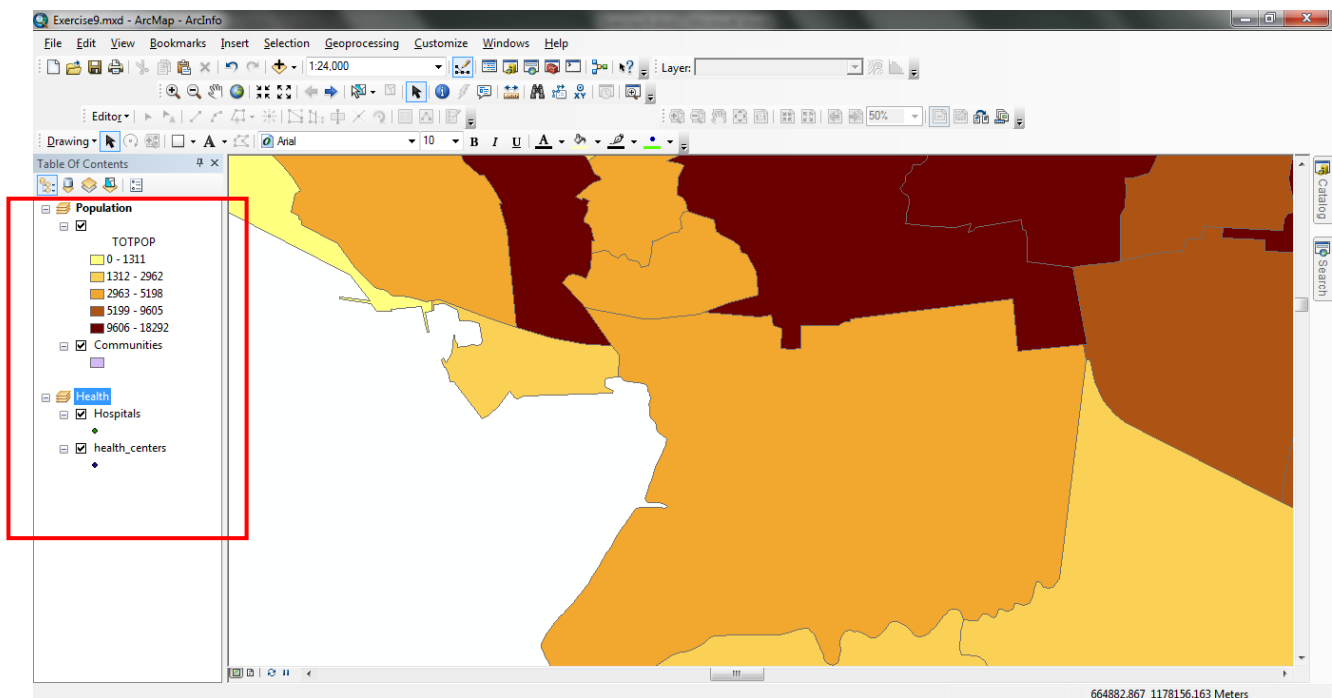 Exercise9.mxd - ArcMap - ArcInfo
File Edit View Bookmarks Insert Selection Geoprocessing Customize Windows Help
1:24,000 Layer:
Editor 50%
Drawing A Arial 10 B I U A
Table Of Contents
Population
TOTPOP
0 - 1311
1312 - 2962
2963 - 5198
5199 - 9605
9606 - 18292
Communities
Health
Hospitals
health_centers
Catalog
Search
664882.867 1178156.163 Meters